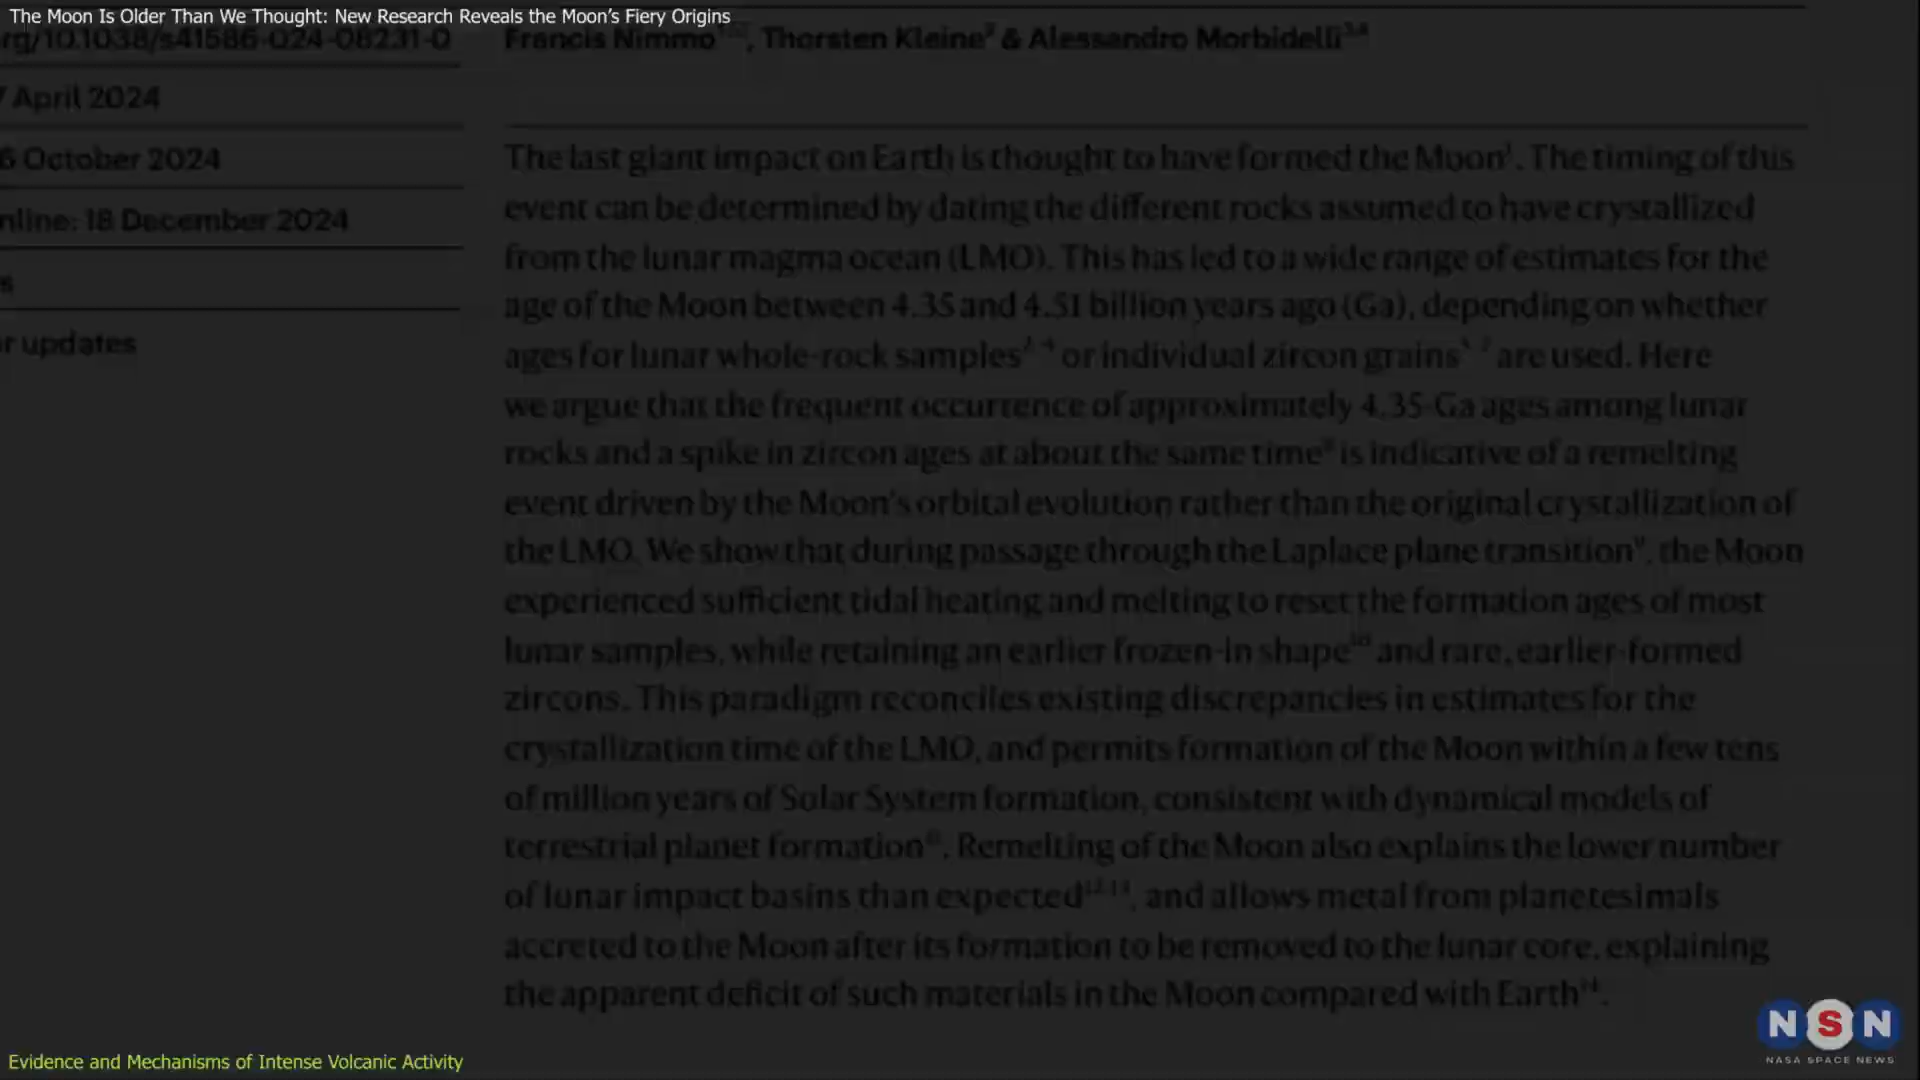 The Moon Is Older Than We Thought: New Research Reveals the Moon's Fiery Origins
rg/10.1038/s41586-024-08231-0
Francis Nimmo, Thorsten Kleine & Alessandro Morbidelli
7 April 2024
6 October 2024
nline: 18 December 2024
s
r updates
The last giant impact on Earth is thought to have formed the Moon¹. The timing of this
event can be determined by dating the different rocks assumed to have crystallized
from the lunar magma ocean (LMO). This has led to a wide range of estimates for the
age of the Moon between 4.35 and 4.51 billion years ago (Ga), depending on whether
ages for lunar whole-rock samples²⁻⁴ or individual zircon grains⁵⁻⁷ are used. Here
we argue that the frequent occurrence of approximately 4.35-Ga ages among lunar
rocks and a spike in zircon ages at about the same time⁸ is indicative of a remelting
event driven by the Moon's orbital evolution rather than the original crystallization of
the LMO. We show that during passage through the Laplace plane transition⁹, the Moon
experienced sufficient tidal heating and melting to reset the formation ages of most
lunar samples, while retaining an earlier frozen-in shape¹⁰ and rare, earlier-formed
zircons. This paradigm reconciles existing discrepancies in estimates for the
crystallization time of the LMO, and permits formation of the Moon within a few tens
of million years of Solar System formation, consistent with dynamical models of
terrestrial planet formation¹¹. Remelting of the Moon also explains the lower number
of lunar impact basins than expected¹²,¹³, and allows metal from planetesimals
accreted to the Moon after its formation to be removed to the lunar core, explaining
the apparent deficit of such materials in the Moon compared with Earth¹⁴.
NSN
NASA SPACE NEWS
Evidence and Mechanisms of Intense Volcanic Activity